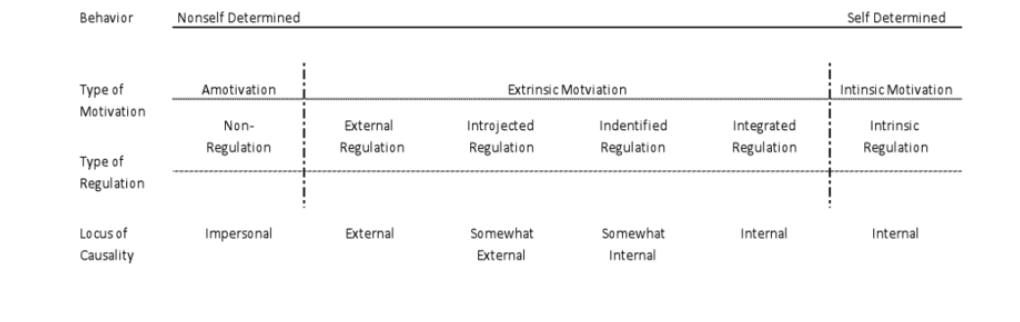 Behavior Nonself Determined Self Determined
Type of Amotivation Extrinsic Motviation Intinsic Motivation
Motivation
Non- External Introjected Indentified Integrated Intrinsic
Regulation Regulation Regulation Regulation Regulation Regulation
Type of
Regulation
Locus of Impersonal External Somewhat Somewhat Internal Internal
Causality External Internal